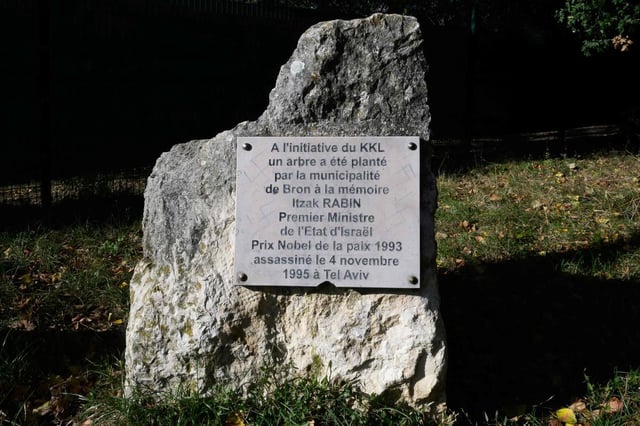 A l'initiative du KKL
un arbre a été planté
par la municipalité
de Bron à la mémoire
Itzak RABIN
Premier Ministre
de l'Etat d'Israël
Prix Nobel de la paix 1993
assassiné le 4 novembre
1995 à Tel Aviv